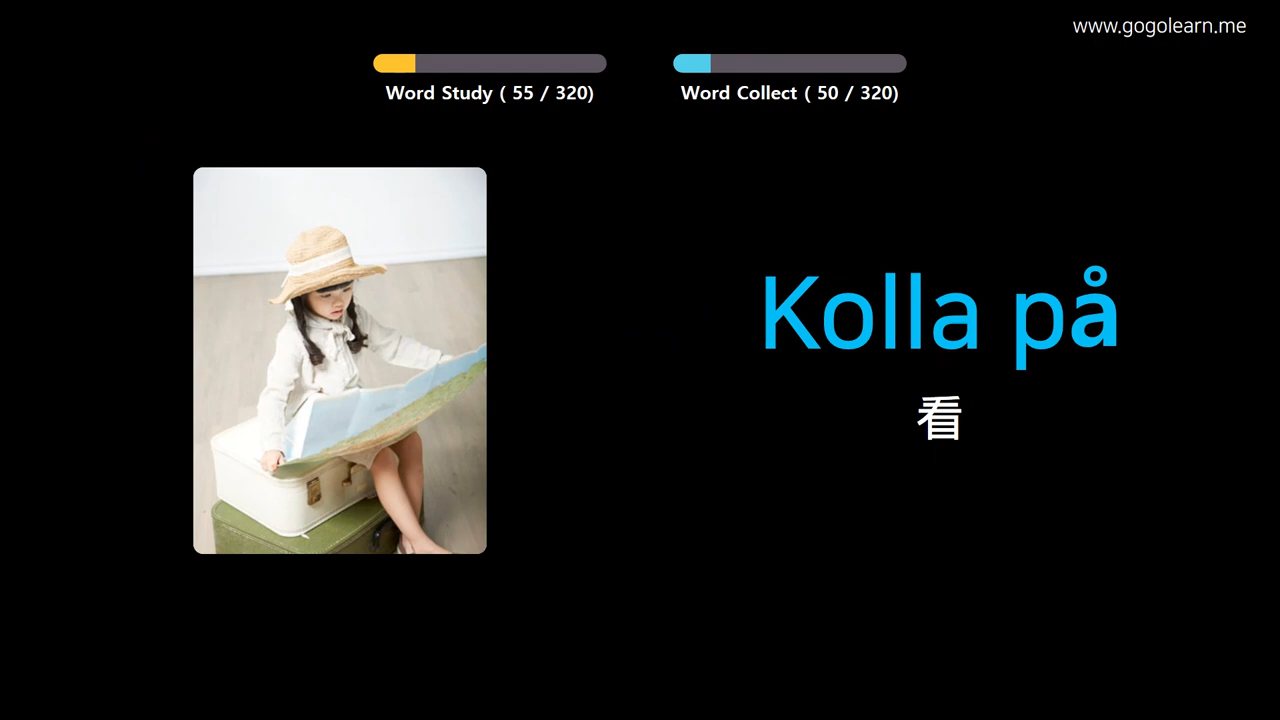 www.gogolearn.me
Word Study ( 55 / 320)
Word Collect ( 50 / 320)
Kolla på
看